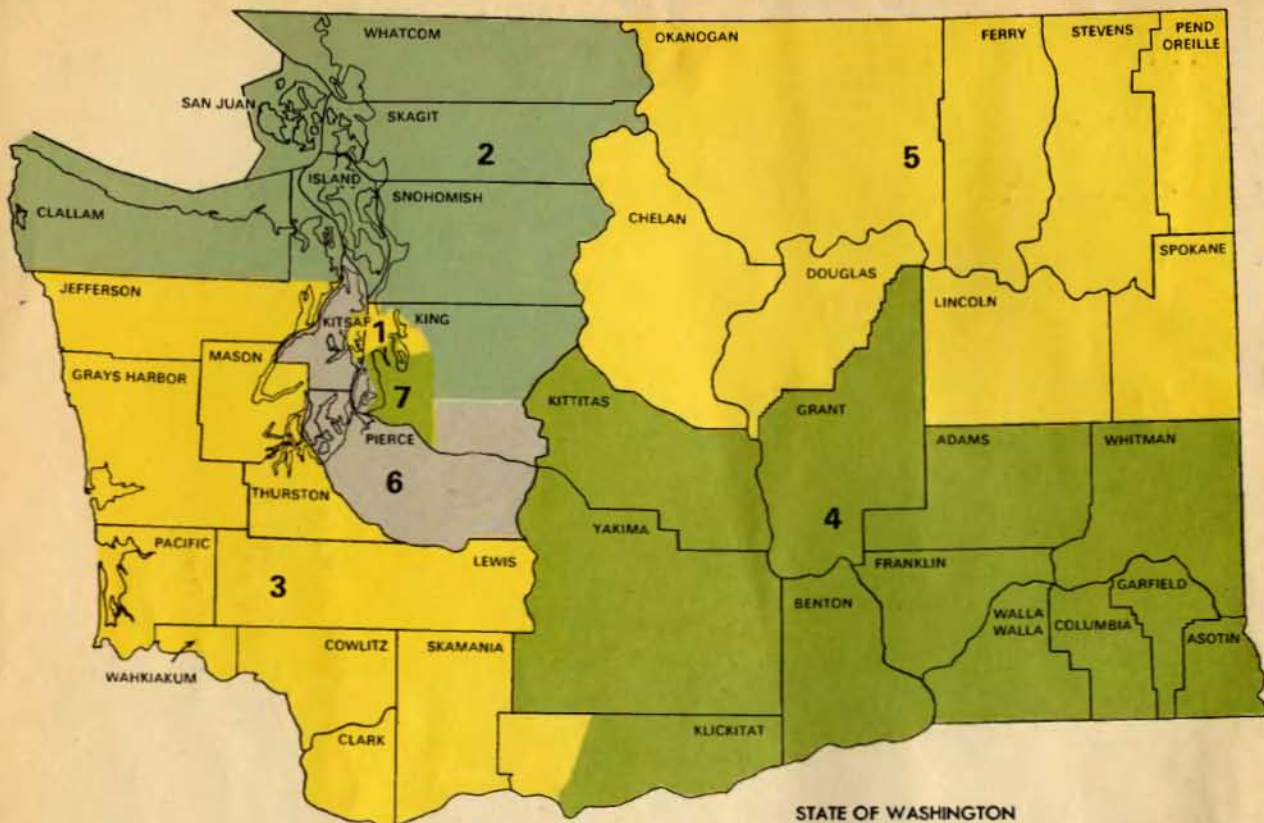 WHATCOM
OKANOGAN
FERRY
STEVENS
PEND
OREILLE
SAN JUAN
SKAGIT
2
5
ISLAND
SNOHOMISH
CLALLAM
CHELAN
SPOKANE
DOUGLAS
JEFFERSON
LINCOLN
KITSAP
1
KING
MASON
GRAYS HARBOR
7
KITTITAS
GRANT
PIERCE
ADAMS
WHITMAN
6
THURSTON
4
YAKIMA
PACIFIC
LEWIS
FRANKLIN
3
GARFIELD
BENTON
WALLA
WALLA
COLUMBIA
ASOTIN
COWLITZ
SKAMANIA
WAHKIAKUM
CLARK
KLICKITAT
STATE OF WASHINGTON